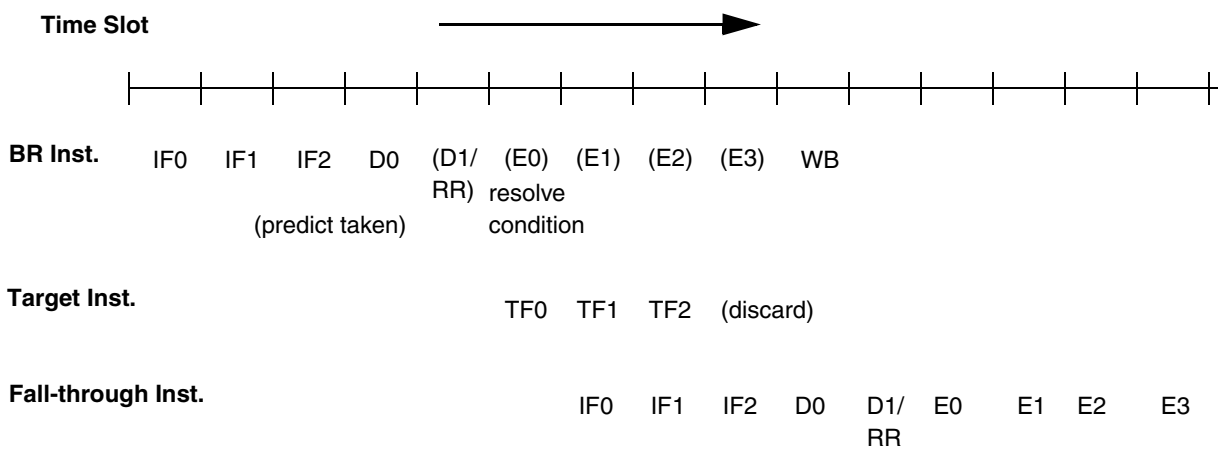 Time Slot
BR Inst. IF0 IF1 IF2 D0 (D1/ (E0) (E1) (E2) (E3) WB
RR) resolve
(predict taken) condition
Target Inst. TF0 TF1 TF2 (discard)
Fall-through Inst. IF0 IF1 IF2 D0 D1/ E0 E1 E2 E3
RR